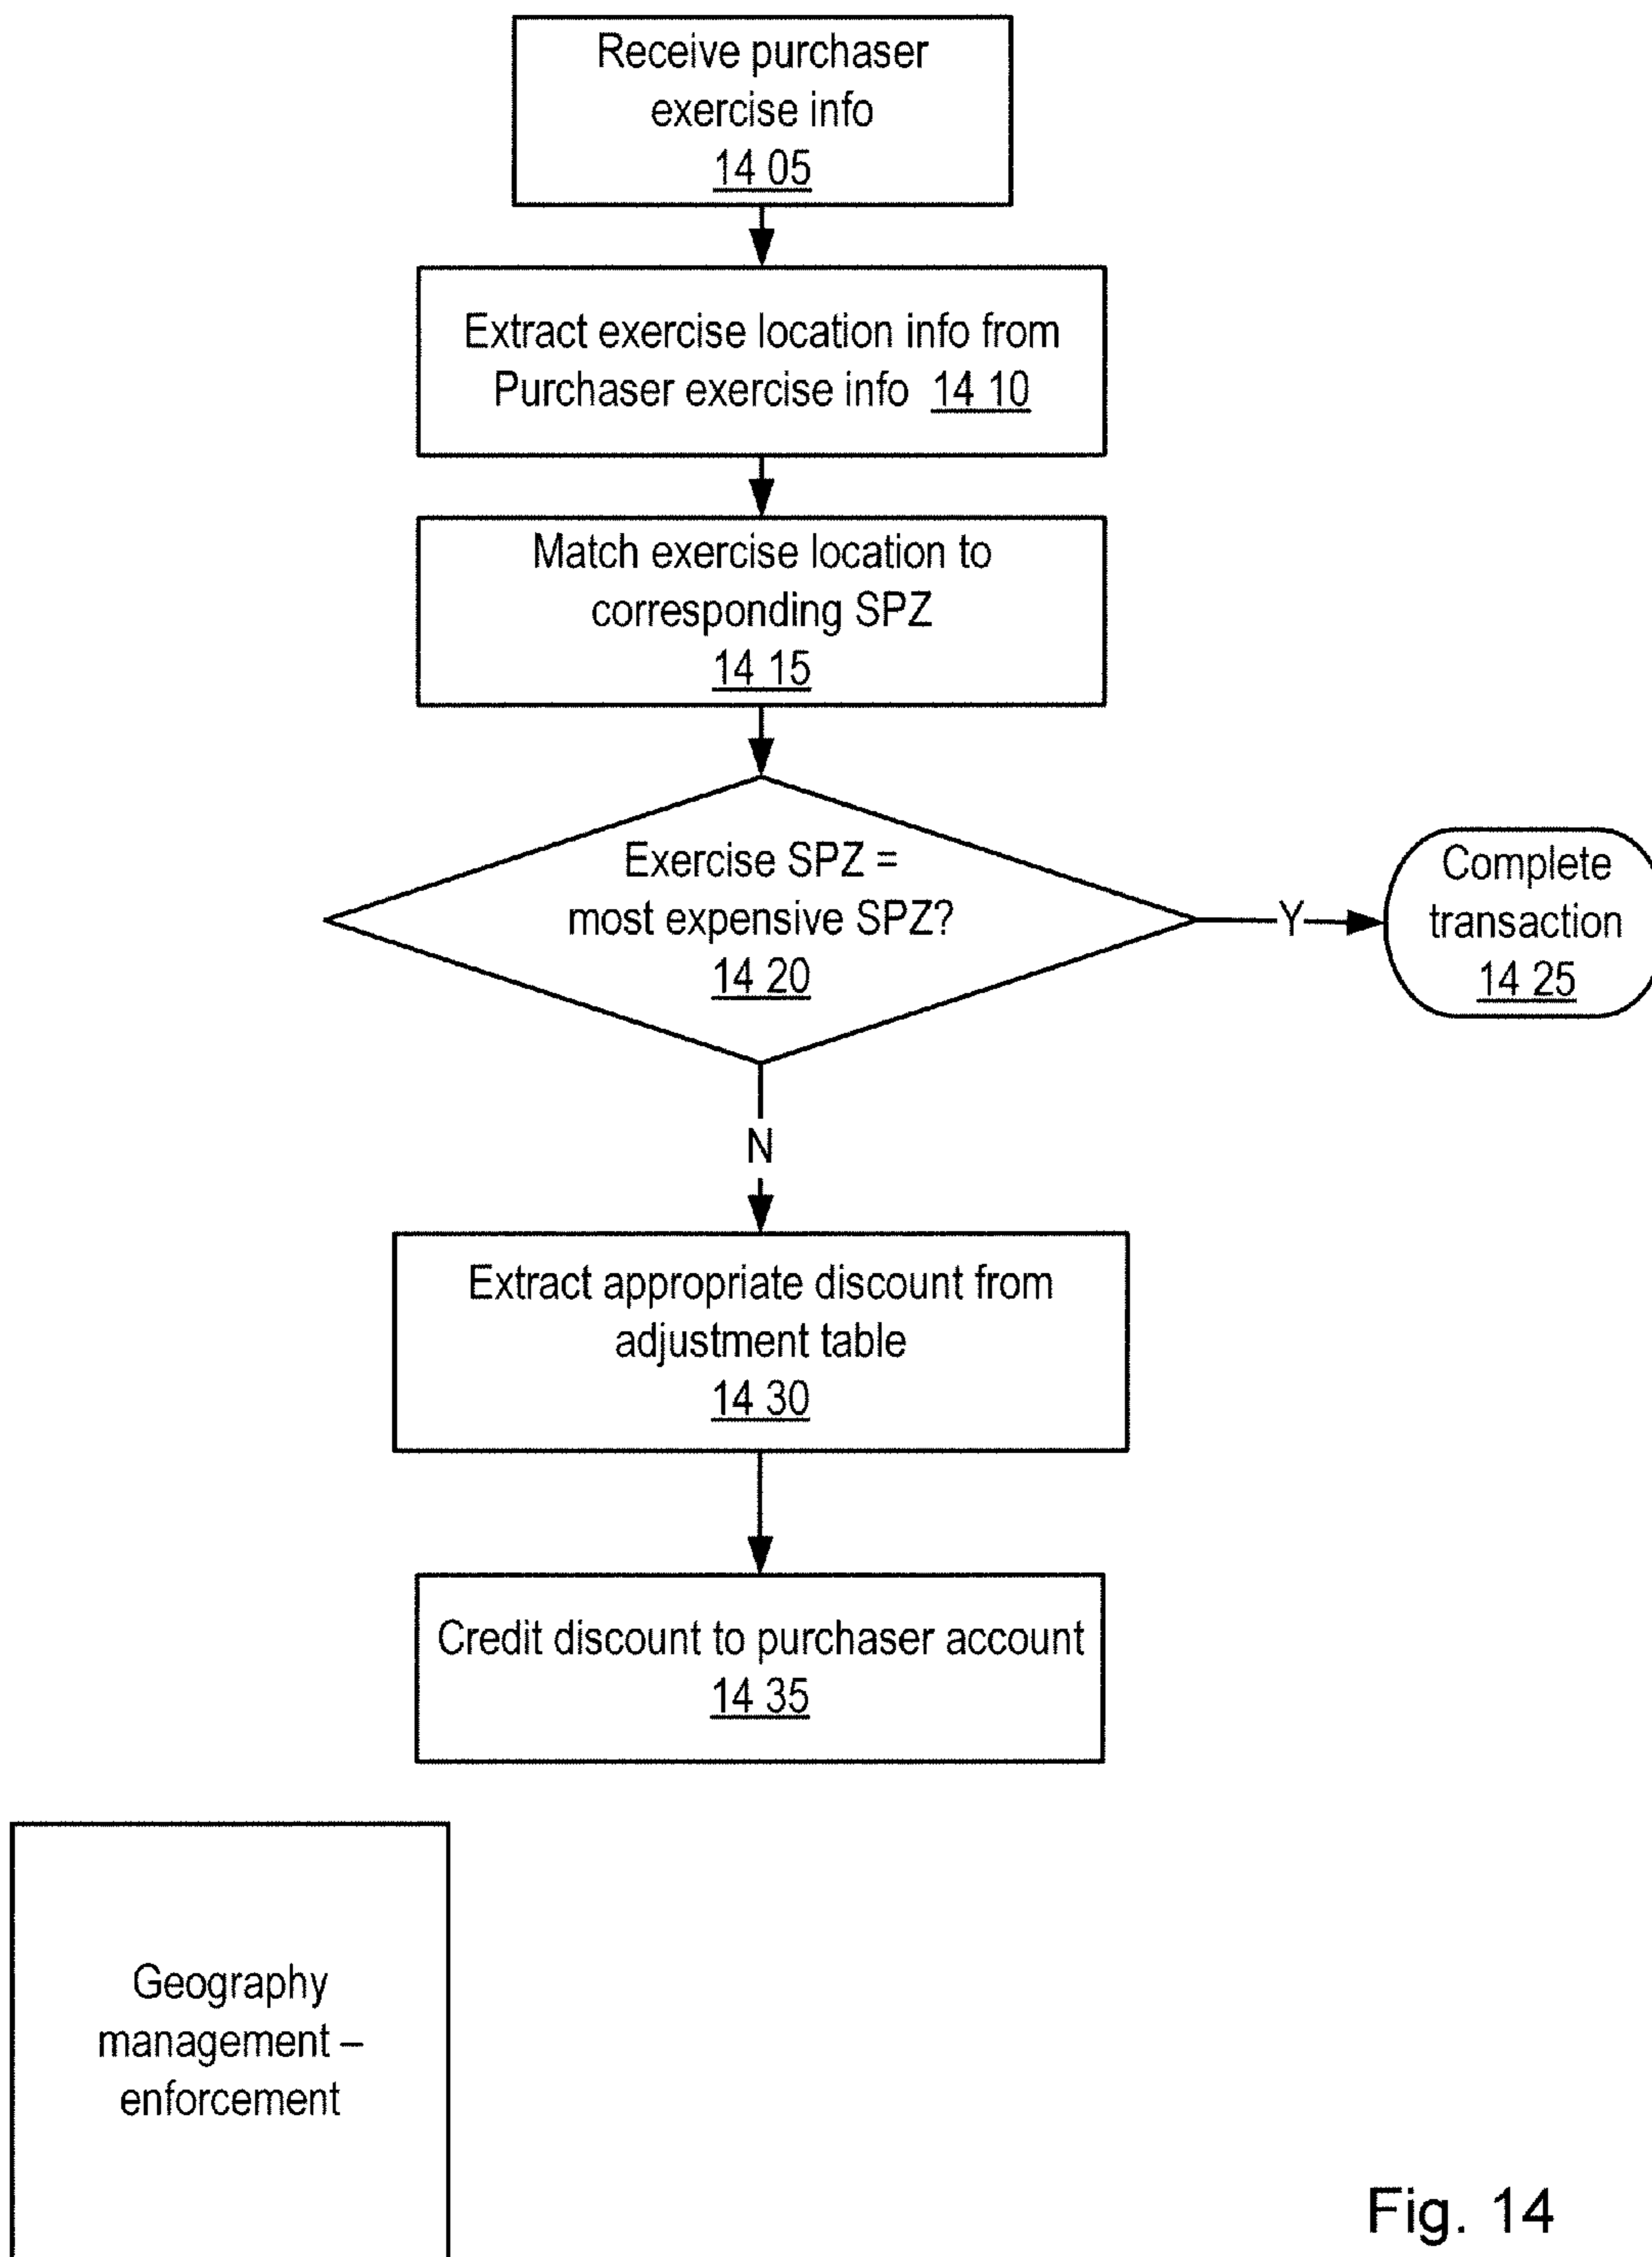 Receive purchaser
exercise info
14 05
Extract exercise location info from
Purchaser exercise info 14 10
Match exercise location to
corresponding SPZ
14 15
Exercise SPZ =
most expensive SPZ?
14 20
Y
Complete
transaction
14 25
N
Extract appropriate discount from
adjustment table
14 30
Credit discount to purchaser account
14 35
Geography
management –
enforcement
Fig. 14